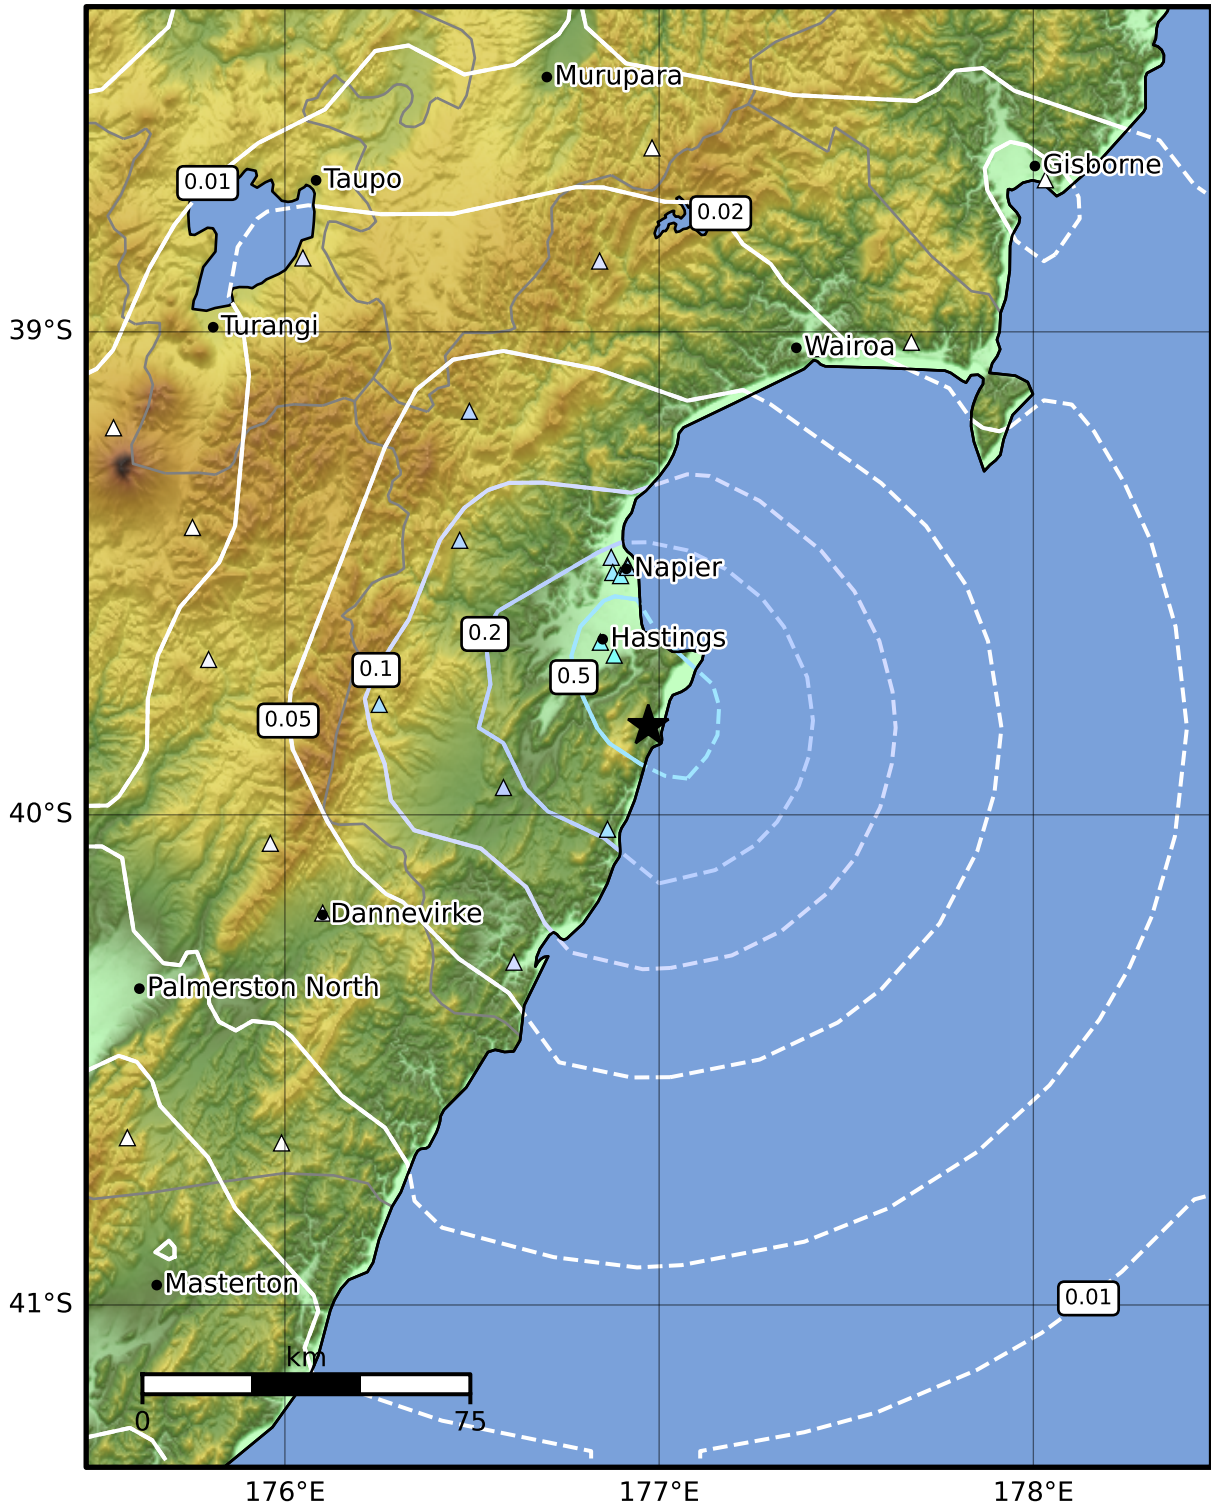 Murupara
Gisborne
0.01
Taupo
0.02
39°S
Turangi
Wairoa
Napier
0.2
Hastings
0.1
0.5
0.05
40°S
Dannevirke
Palmerston North
Masterton
0.01
41°S
km
0
75
176°E
177°E
178°E